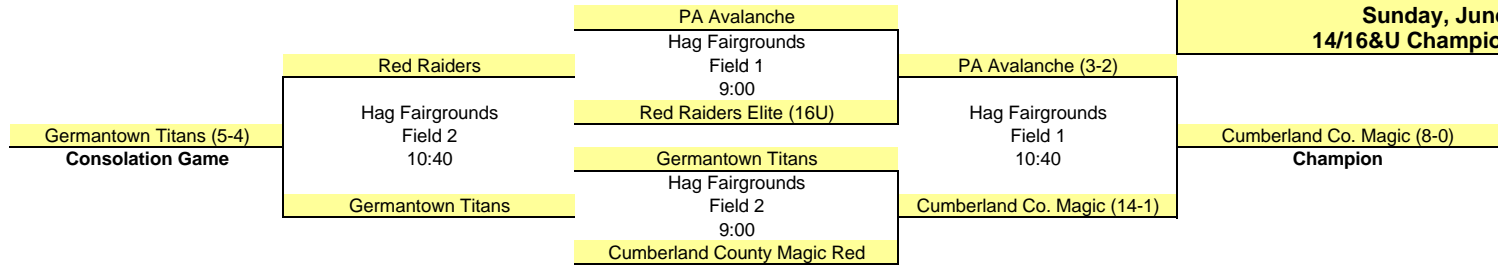 PA Avalanche
Sunday, June
14/16&U Champio
Hag Fairgrounds
Field 1
9:00
Red Raiders
PA Avalanche (3-2)
Red Raiders Elite (16U)
Hag Fairgrounds
Field 2
10:40
Hag Fairgrounds
Field 1
10:40
Germantown Titans (5-4)
Consolation Game
Cumberland Co. Magic (8-0)
Champion
Germantown Titans
Hag Fairgrounds
Field 2
9:00
Germantown Titans
Cumberland Co. Magic (14-1)
Cumberland County Magic Red